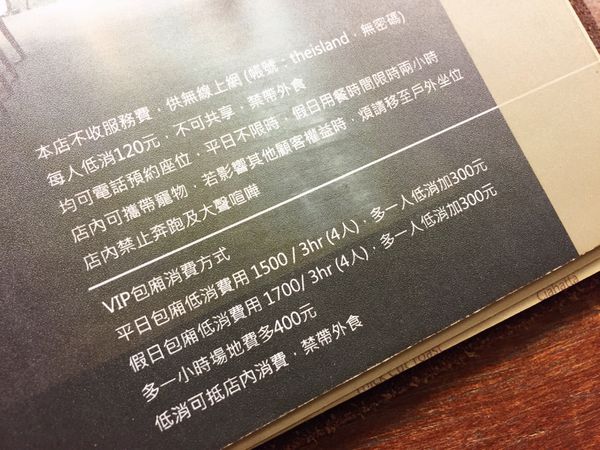 本店不收服務費，供無線上網 (帳號：theisland，無密碼)
每人低消120元，不可共享，禁帶外食
均可電話預約座位，平日不限時，假日用餐時間限時兩小時
店內可攜帶寵物；若影響其他顧客權益時，煩請移至戶外坐位
店內禁止奔跑及大聲喧嘩
VIP包廂消費方式
平日包廂低消費用 1500 / 3hr (4人)，多一人低消加300元
假日包廂低消費用 1700/ 3hr (4人)，多一人低消加300元
多一小時場地費多400元
低消可抵店內消費，禁帶外食
Ciabatta